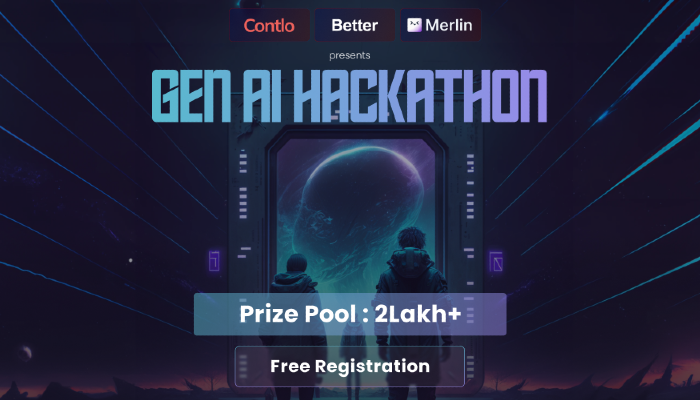 Contlo Better Merlin
presents
GEN AI HACKATHON
Prize Pool : 2Lakh+
Free Registration